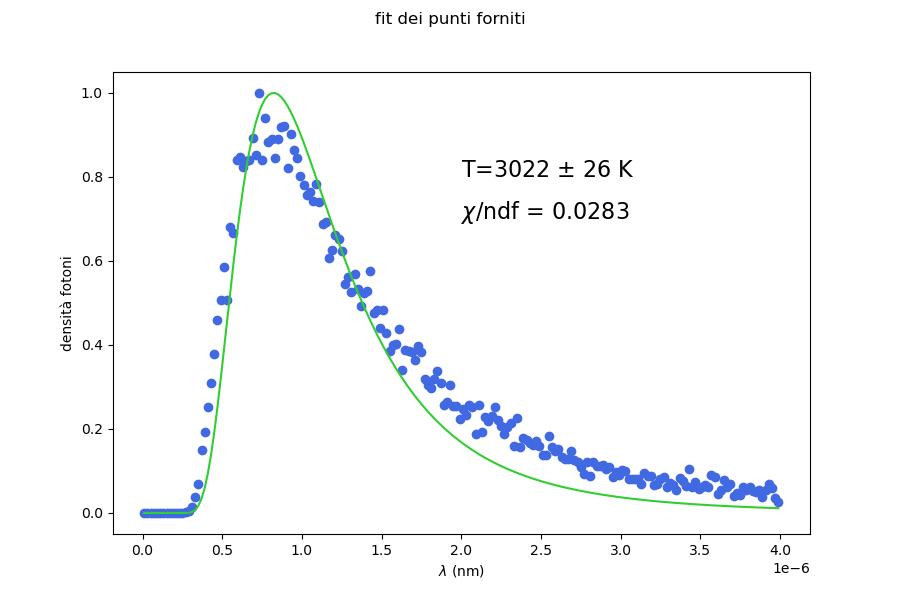 fit dei punti forniti
T=3022 ± 26 K
χ/ndf = 0.0283
densità fotoni
1.0
0.8
0.6
0.4
0.2
0.0
0.0 0.5 1.0 1.5 2.0 2.5 3.0 3.5 4.0
1e−6
λ (nm)